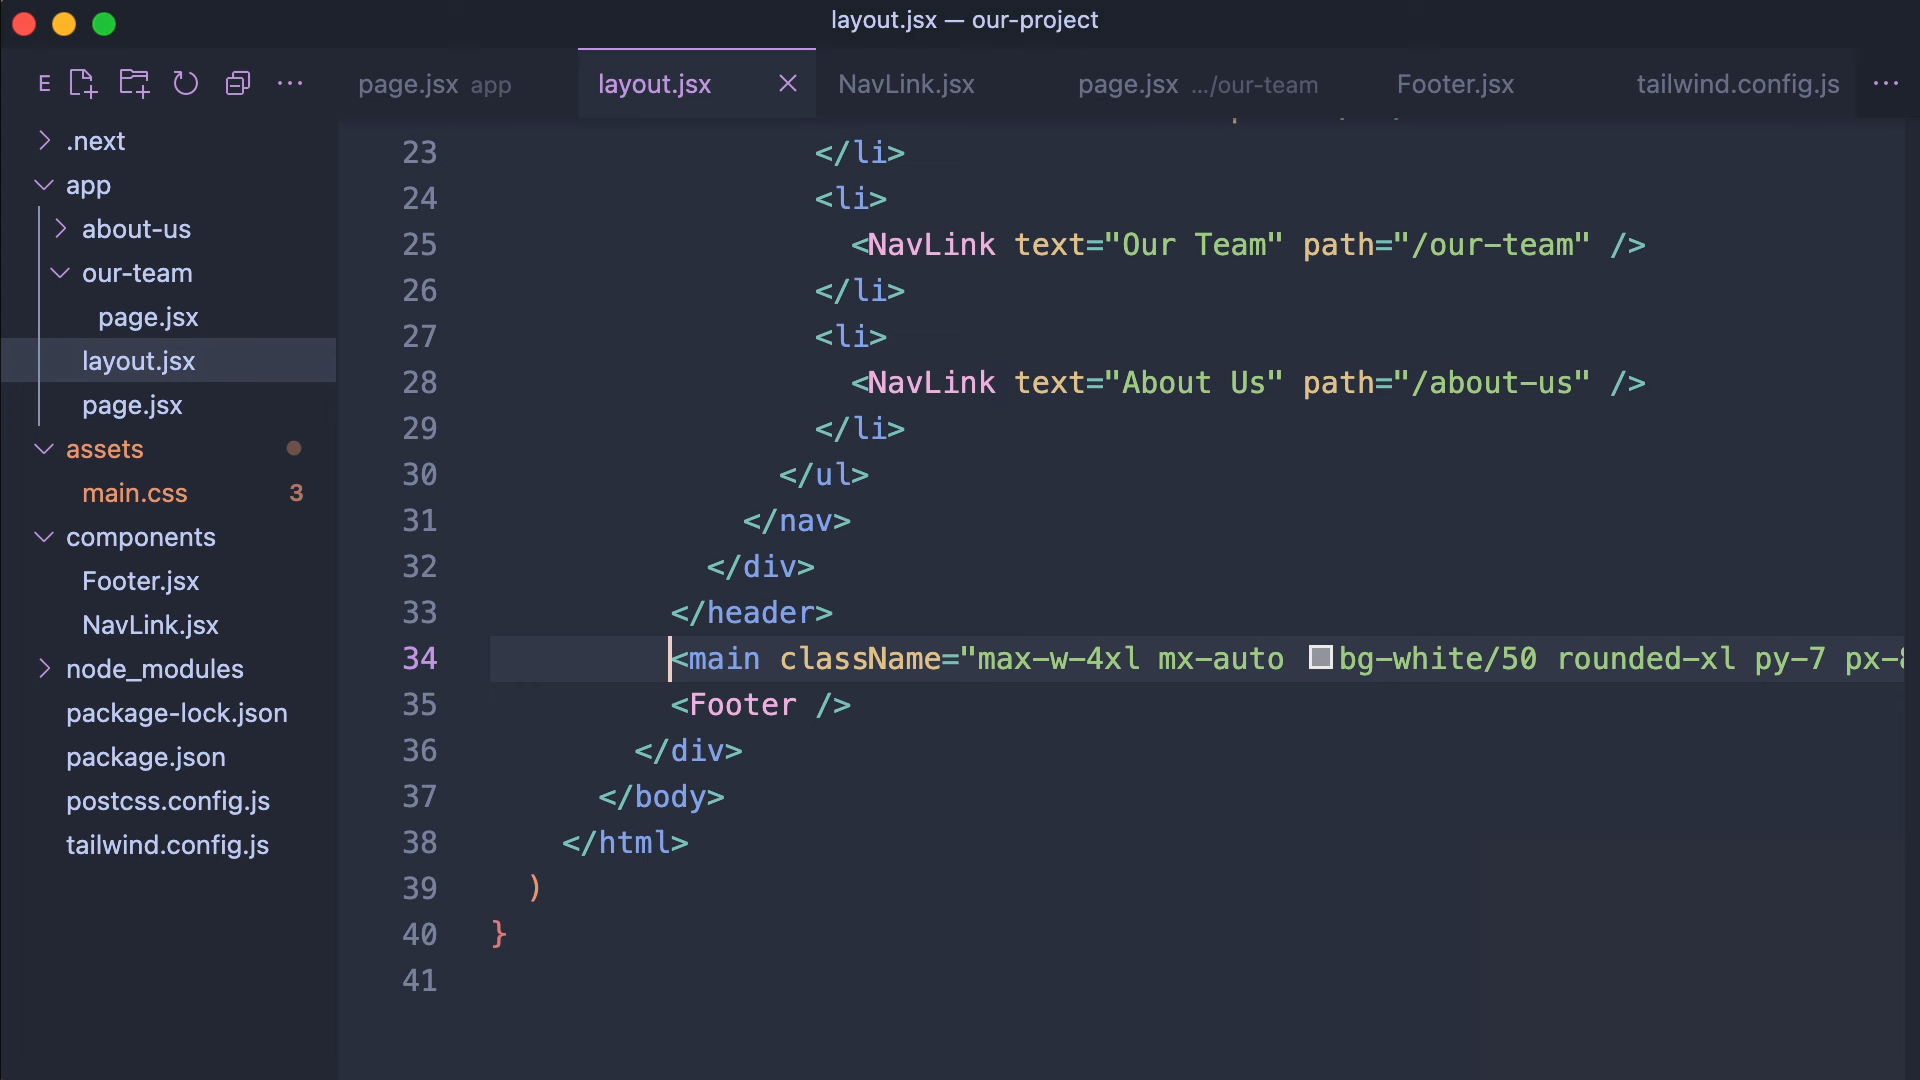 layout.jsx — our-project
E
page.jsx app
layout.jsx
NavLink.jsx
page.jsx .../our-team
Footer.jsx
tailwind.config.js
.next
app
about-us
our-team
page.jsx
layout.jsx
page.jsx
assets
main.css 3
components
Footer.jsx
NavLink.jsx
node_modules
package-lock.json
package.json
postcss.config.js
tailwind.config.js
23 </li>
24 <li>
25 <NavLink text="Our Team" path="/our-team" />
26 </li>
27 <li>
28 <NavLink text="About Us" path="/about-us" />
29 </li>
30 </ul>
31 </nav>
32 </div>
33 </header>
34 <main className="max-w-4xl mx-auto bg-white/50 rounded-xl py-7 px-8
35 <Footer />
36 </div>
37 </body>
38 </html>
39 )
40 }
41